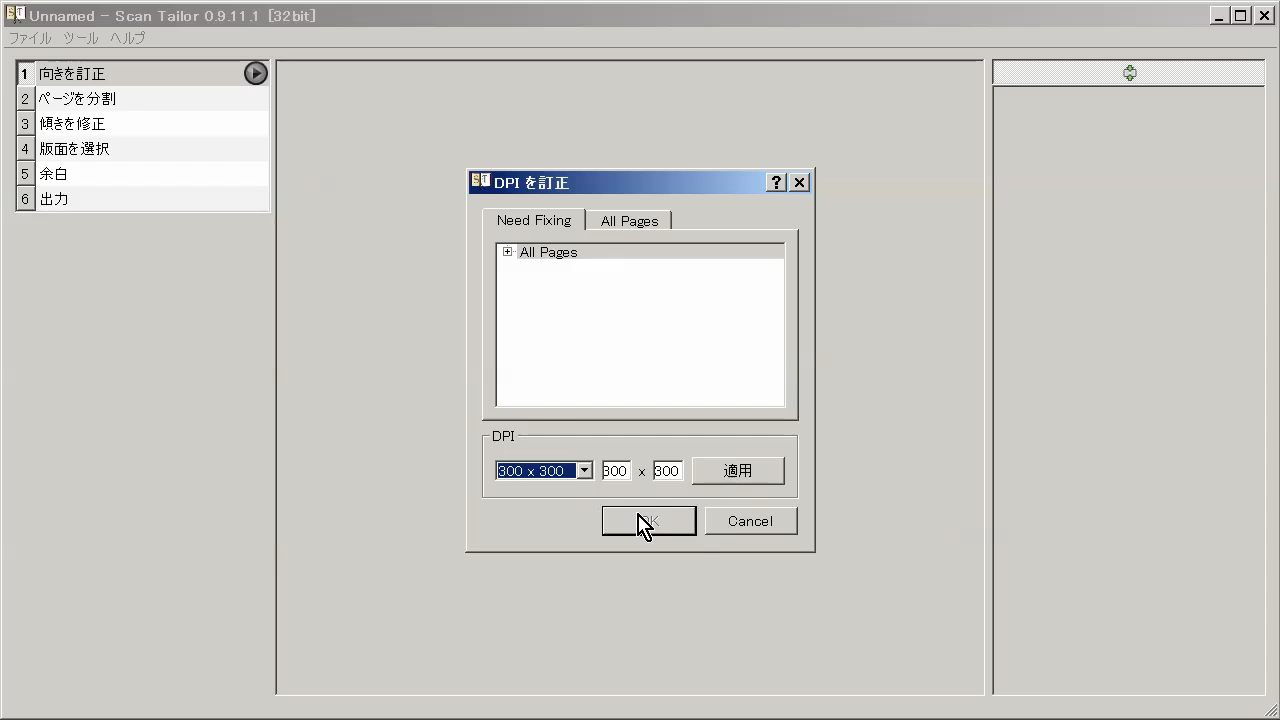 Unnamed - Scan Tailor 0.9.11.1 [32bit]
ファイル ツール ヘルプ
1 向きを訂正
2 ページを分割
3 傾きを修正
4 版面を選択
5 余白
6 出力
DPI を訂正
Need Fixing All Pages
All Pages
DPI
300 x 300 300 x 300 適用
OK Cancel